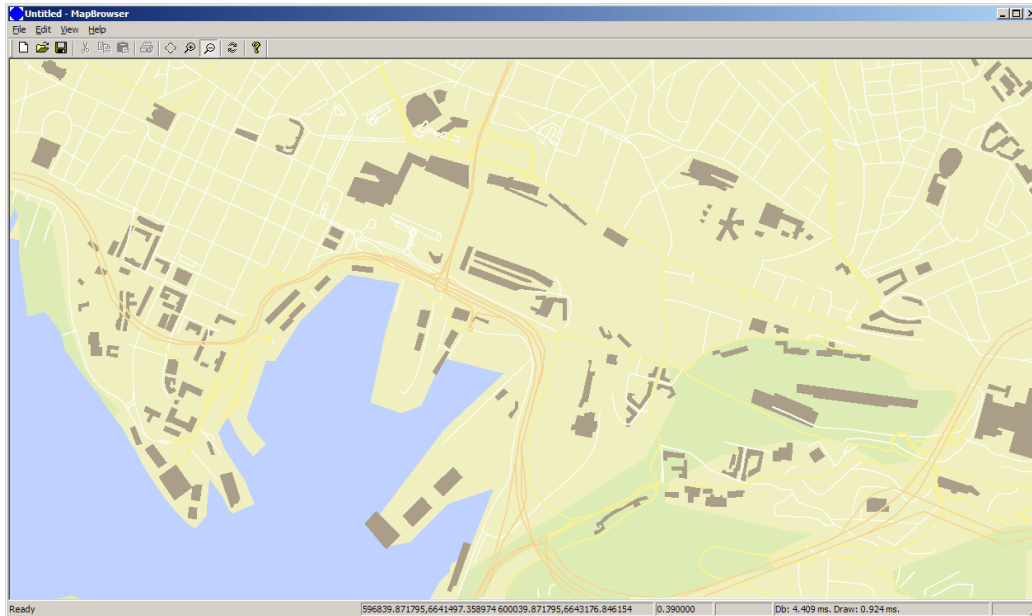 Untitled - MapBrowser
File Edit View Help
Ready 596839.871795,6641497.358974 600039.871795,6643176.846154 0.390000 Db: 4.409 ms. Draw: 0.924 ms.